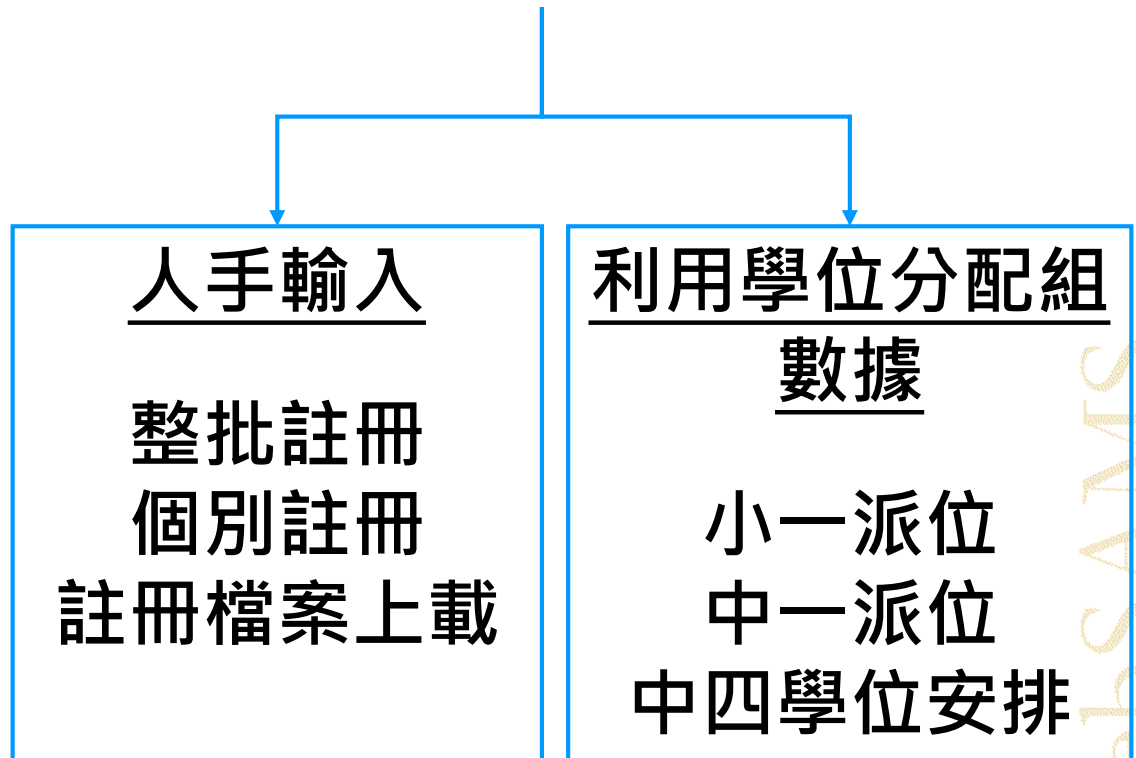 人手輸入
整批註冊
個別註冊
註冊檔案上載
利用學位分配組
數據
小一派位
中一派位
中四學位安排
bSAMS